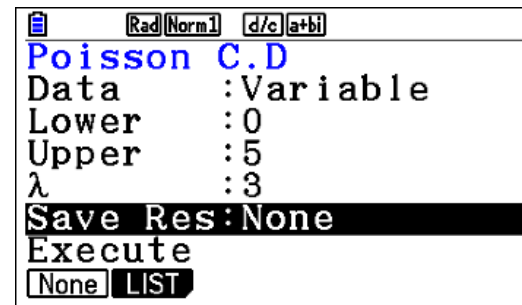 Rad Norm1 d/c a+bi
Poisson C.D
Data :Variable
Lower :0
Upper :5
λ :3
Save Res:None
Execute
None LIST